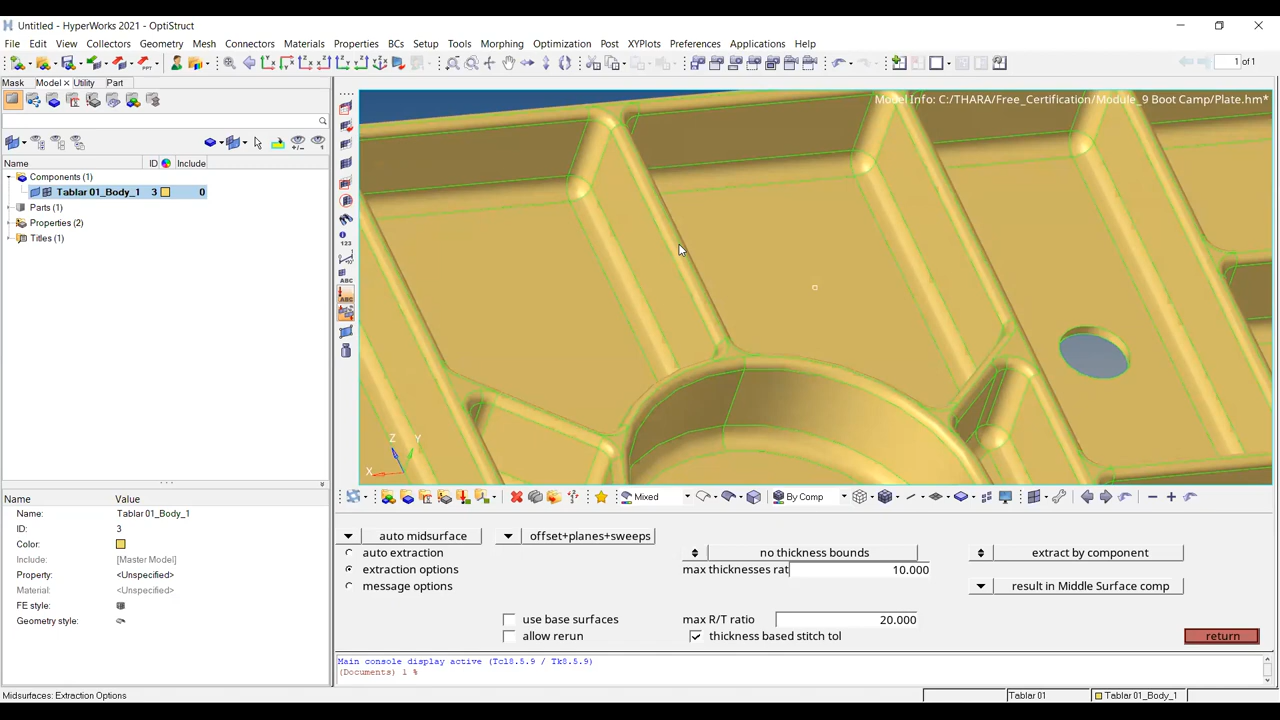 Untitled - HyperWorks 2021 - OptiStruct
File Edit View Collectors Geometry Mesh Connectors Materials Properties BCs Setup Tools Morphing Optimization Post XYPlots Preferences Applications Help
1 of 1
Mask Model Utility Part
Model Info: C:/THARA/Free_Certification/Module_9 Boot Camp/Plate.hm*
Name ID Include
Components (1)
Tablar 01_Body_1 3 0
Parts (1)
Properties (2)
Titles (1)
123
ABC
ABC
Z Y
X
Name Value
Name: Tablar 01_Body_1
ID: 3
Color:
Include: [Master Model]
Property: <Unspecified>
Material: <Unspecified>
FE style:
Geometry style:
Mixed By Comp
auto midsurface offset+planes+sweeps
auto extraction no thickness bounds extract by component
extraction options max thicknesses rat 10.000
message options result in Middle Surface comp
use base surfaces max R/T ratio 20.000
allow rerun thickness based stitch tol return
Main console display active (Tcl8.5.9 / Tk8.5.9)
(Documents) 1 %
Midsurfaces: Extraction Options Tablar 01 Tablar 01_Body_1